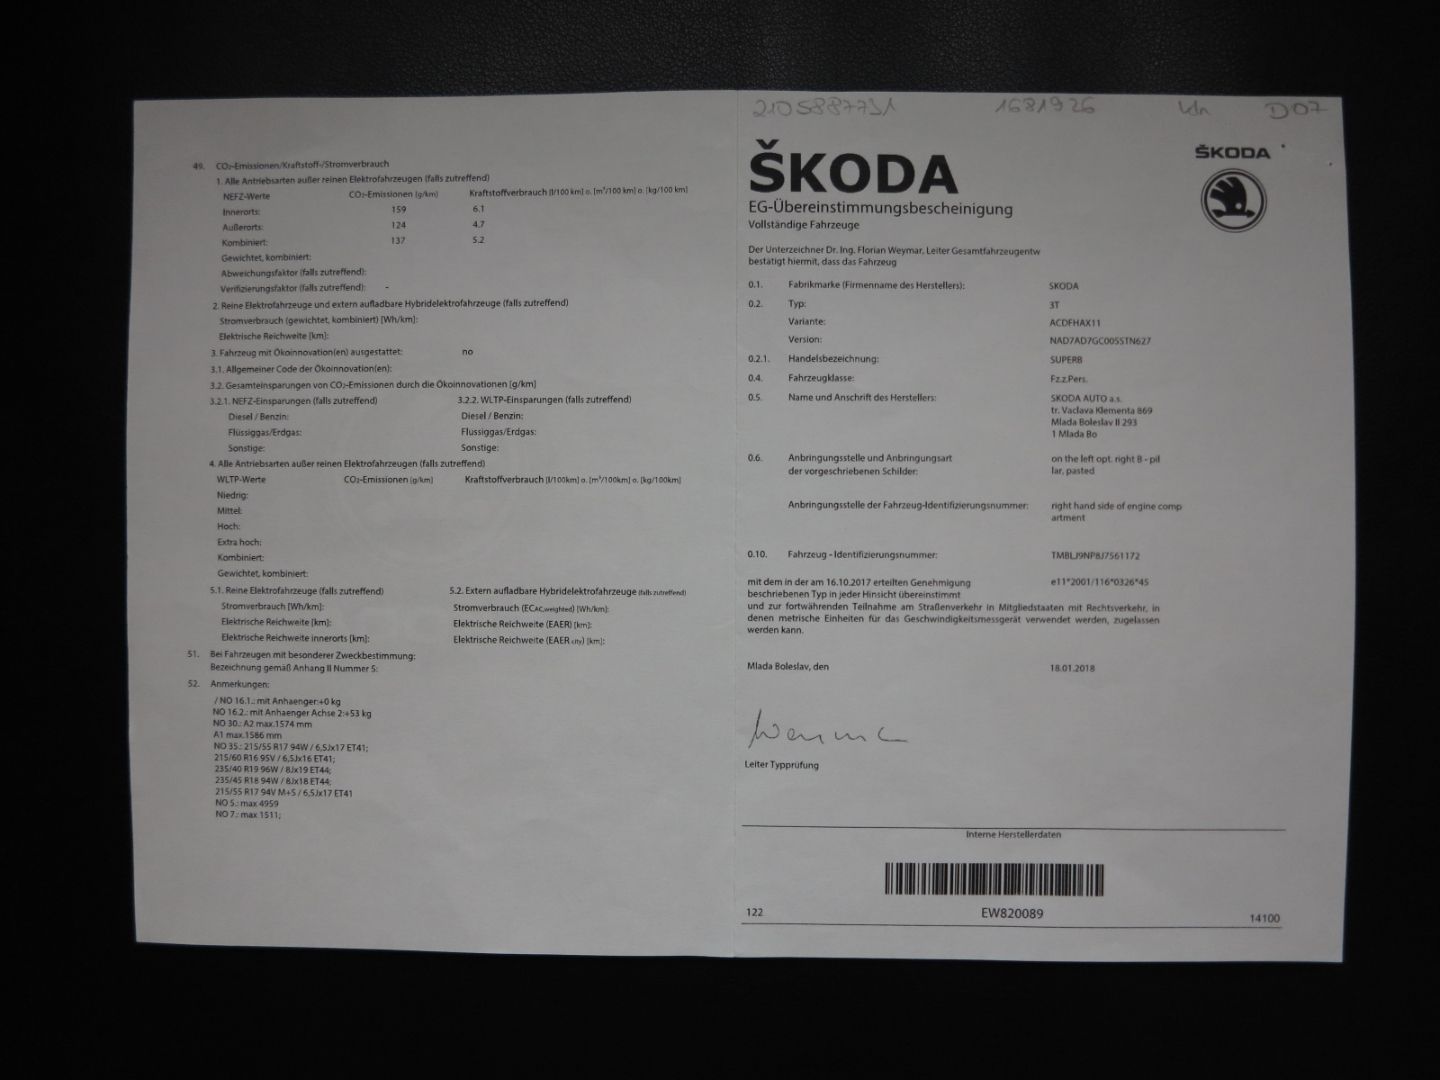 49. CO₂-Emissionen/Kraftstoff-/Stromverbrauch
1. Alle Antriebsarten außer reinen Elektrofahrzeugen (falls zutreffend)
NEFZ-Werte CO₂-Emissionen [g/km] Kraftstoffverbrauch [l/100 km] o. [m³/100 km] o. [kg/100 km]
Innerorts: 159 6.1
Außerorts: 124 4.7
Kombiniert: 137 5.2
Gewichtet, kombiniert:
Abweichungsfaktor (falls zutreffend):
Verifizierungsfaktor (falls zutreffend): -
2. Reine Elektrofahrzeuge und extern aufladbare Hybridelektrofahrzeuge (falls zutreffend)
Stromverbrauch (gewichtet, kombiniert) [Wh/km]:
Elektrische Reichweite [km]:
3. Fahrzeug mit Ökoinnovation(en) ausgestattet: no
3.1. Allgemeiner Code der Ökoinnovation(en):
3.2. Gesamteinsparungen von CO₂-Emissionen durch die Ökoinnovationen [g/km]
3.2.1. NEFZ-Einsparungen (falls zutreffend) 3.2.2. WLTP-Einsparungen (falls zutreffend)
Diesel / Benzin: Diesel / Benzin:
Flüssiggas/Erdgas: Flüssiggas/Erdgas:
Sonstige: Sonstige:
4. Alle Antriebsarten außer reinen Elektrofahrzeugen (falls zutreffend)
WLTP-Werte CO₂-Emissionen [g/km] Kraftstoffverbrauch [l/100km] o. [m³/100km] o. [kg/100km]
Niedrig:
Mittel:
Hoch:
Extra hoch:
Kombiniert:
Gewichtet, kombiniert:
5.1. Reine Elektrofahrzeuge (falls zutreffend) 5.2. Extern aufladbare Hybridelektrofahrzeuge (falls zutreffend)
Stromverbrauch [Wh/km]: Stromverbrauch (ECAC,weighted) [Wh/km]:
Elektrische Reichweite [km]: Elektrische Reichweite (EAER) [km]:
Elektrische Reichweite innerorts [km]: Elektrische Reichweite (EAER city) [km]:
51. Bei Fahrzeugen mit besonderer Zweckbestimmung:
Bezeichnung gemäß Anhang II Nummer 5:
52. Anmerkungen:
/ NO 16.1.: mit Anhaenger:+0 kg
NO 16.2.: mit Anhaenger Achse 2:+53 kg
NO 30.: A2 max.1574 mm
A1 max.1586 mm
NO 35.: 215/55 R17 94W / 6,5Jx17 ET41;
215/60 R16 95V / 6,5Jx16 ET41;
235/40 R19 96W / 8Jx19 ET44;
235/45 R18 94W / 8Jx18 ET44;
215/55 R17 94V M+S / 6,5Jx17 ET41
NO 5.: max 4959
NO 7.: max 1511;
2105887731 1681926 D07
ŠKODA
ŠKODA
EG-Übereinstimmungsbescheinigung
Vollständige Fahrzeuge
Der Unterzeichner Dr. Ing. Florian Weymar, Leiter Gesamtfahrzeugentw
bestätigt hiermit, dass das Fahrzeug
0.1. Fabrikmarke (Firmenname des Herstellers): SKODA
0.2. Typ: 3T
Variante: ACDFHAX11
Version: NAD7AD7GC005STN627
0.2.1. Handelsbezeichnung: SUPERB
0.4. Fahrzeugklasse: Fz.z.Pers.
0.5. Name und Anschrift des Herstellers: SKODA AUTO a.s.
tr. Vaclava Klementa 869
Mlada Boleslav II 293
1 Mlada Bo
0.6. Anbringungsstelle und Anbringungsart on the left opt. right B - pil
der vorgeschriebenen Schilder: lar, pasted
Anbringungsstelle der Fahrzeug-Identifizierungsnummer: right hand side of engine comp
artment
0.10. Fahrzeug - Identifizierungsnummer: TMBLJ9NP8J7561172
mit dem in der am 16.10.2017 erteilten Genehmigung e11*2001/116*0326*45
beschriebenen Typ in jeder Hinsicht übereinstimmt
und zur fortwährenden Teilnahme am Straßenverkehr in Mitgliedstaaten mit Rechtsverkehr, in
denen metrische Einheiten für das Geschwindigkeitsmessgerät verwendet werden, zugelassen
werden kann.
Mlada Boleslav, den 18.01.2018
Leiter Typprüfung
Interne Herstellerdaten
122 EW820089 14100